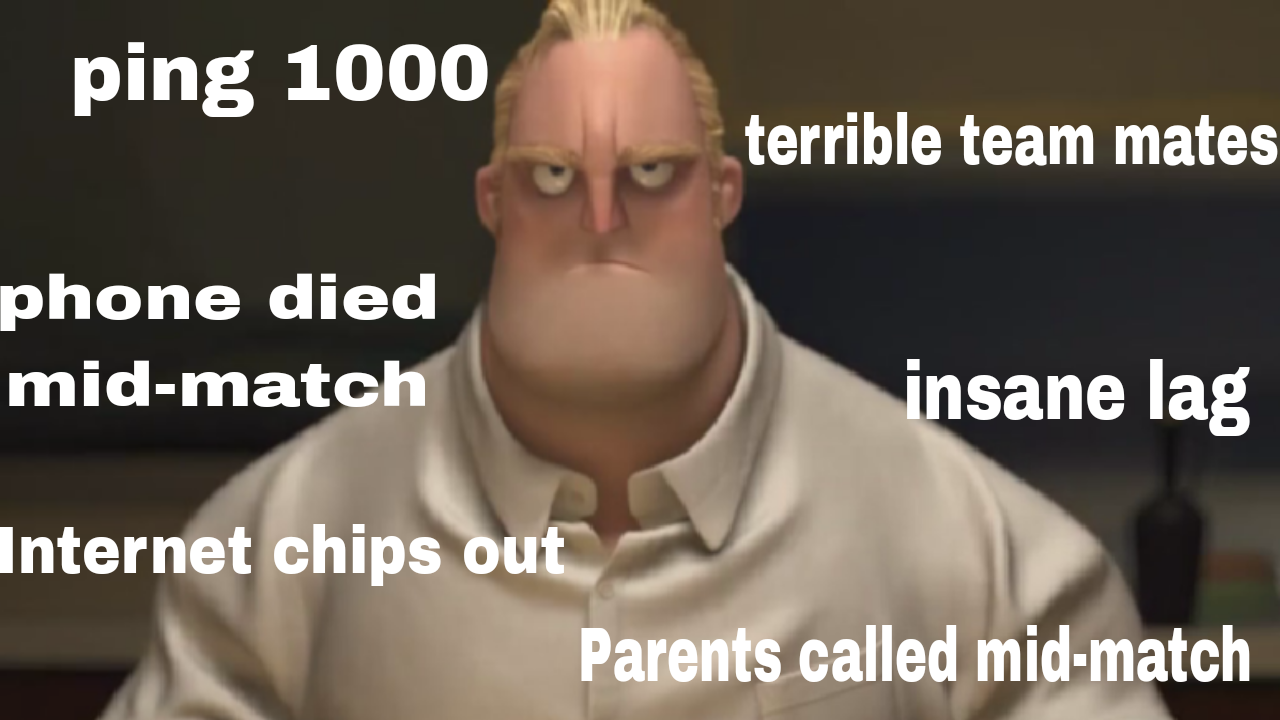 ping 1000
terrible team mates
phone died
mid-match
insane lag
Internet chips out
Parents called mid-match